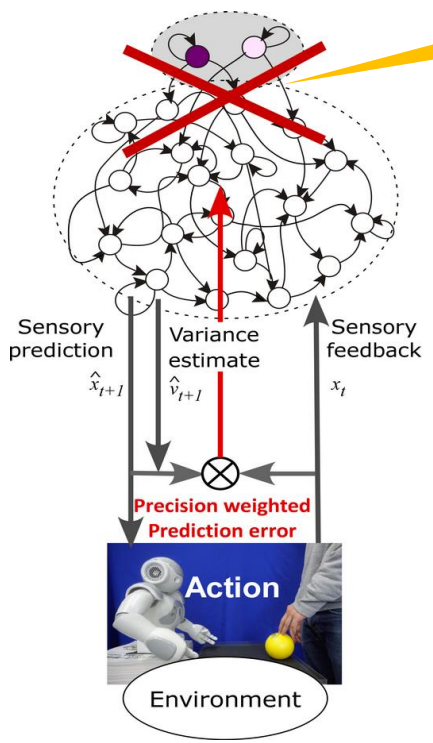 Sensory
prediction
x̂t+1
Variance
estimate
v̂t+1
Sensory
feedback
xt
Precision weighted
Prediction error
Action
Environment